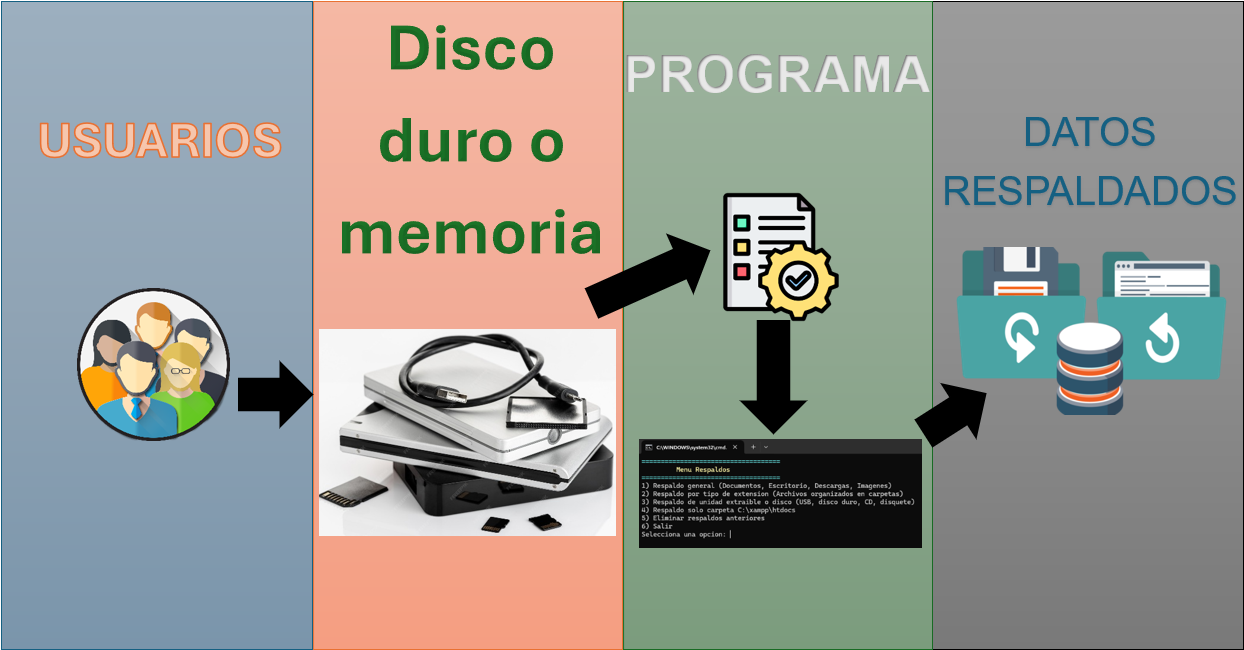 USUARIOS
Disco
duro o
memoria
PROGRAMA
C:\WINDOWS\system32\cmd.
====================================
Menu Respaldos
====================================
1) Respaldo general (Documentos, Escritorio, Descargas, Imagenes)
2) Respaldo por tipo de extension (Archivos organizados en carpetas)
3) Respaldo de unidad extraible o disco (USB, disco duro, CD, disquete)
4) Respaldo solo carpeta C:\xampp\htdocs
5) Eliminar respaldos anteriores
6) Salir
Selecciona una opcion:
DATOS
RESPALDADOS